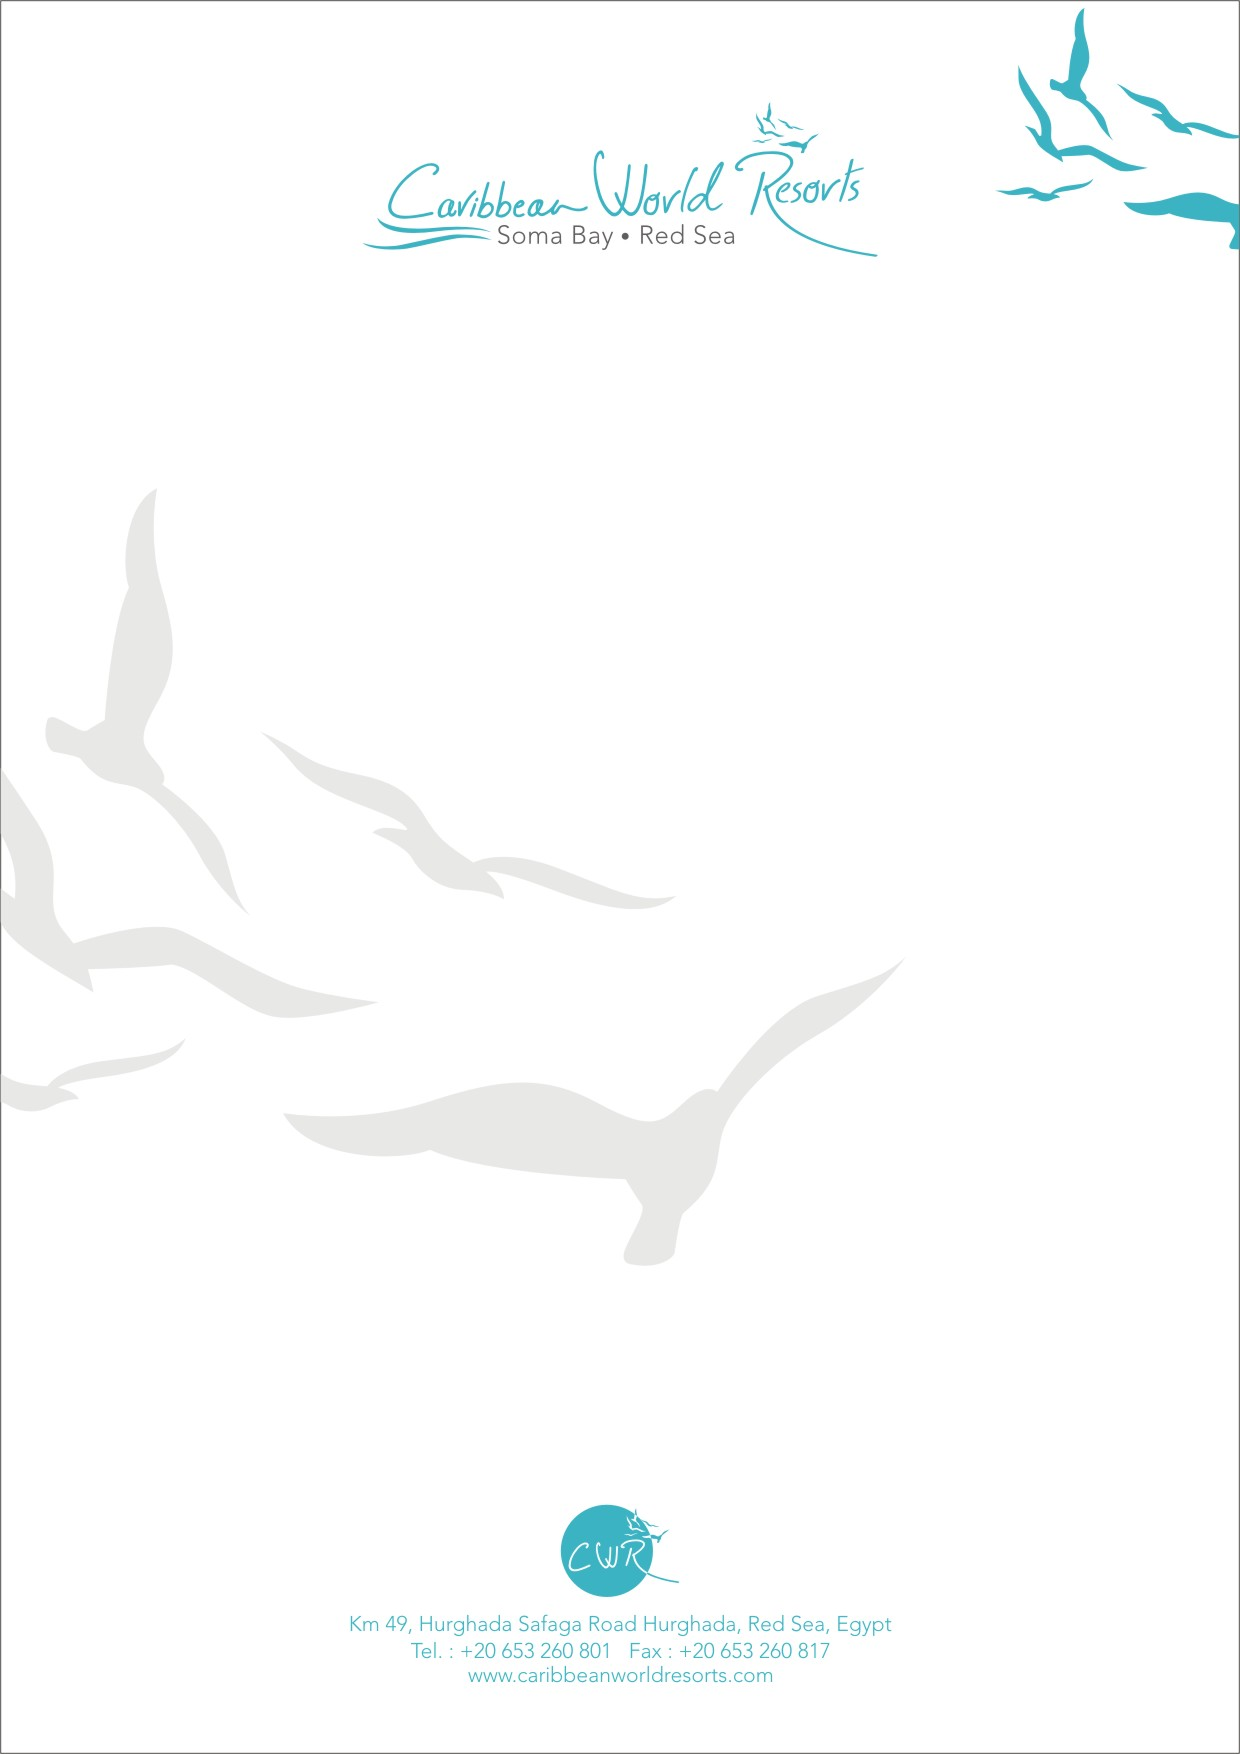 Caribbean World Resorts
Soma Bay • Red Sea
CWR
Km 49, Hurghada Safaga Road Hurghada, Red Sea, Egypt
Tel. : +20 653 260 801 Fax : +20 653 260 817
www.caribbeanworldresorts.com